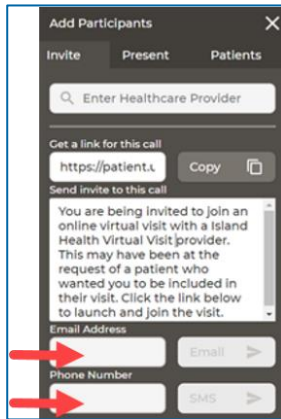 Add Participants
Invite Present Patients
Enter Healthcare Provider
Get a link for this call
https://patient.u
Copy
Send invite to this call
You are being invited to join an
online virtual visit with a Island
Health Virtual Visit provider.
This may have been at the
request of a patient who
wanted you to be included in
their visit. Click the link below
to launch and join the visit.
Email Address
Email
Phone Number
SMS